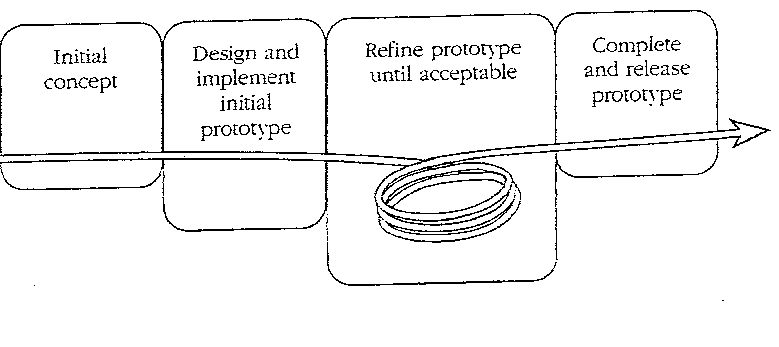 Initial
concept
Design and
implement
initial
prototype
Refine prototype
until acceptable
Complete
and release
prototype